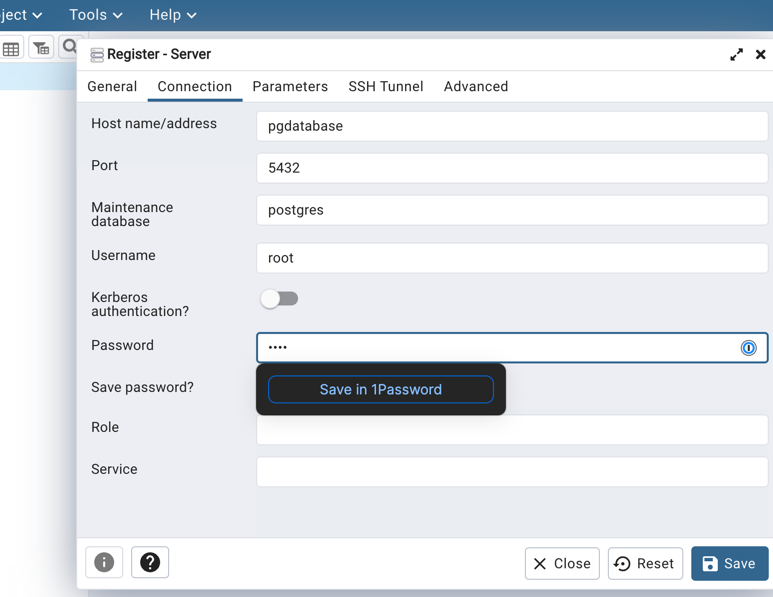 ject Tools Help
Register - Server
General Connection Parameters SSH Tunnel Advanced
Host name/address pgdatabase
Port 5432
Maintenance
database postgres
Username root
Kerberos
authentication?
Password ••••
Save password?
Save in 1Password
Role
Service
Close Reset Save